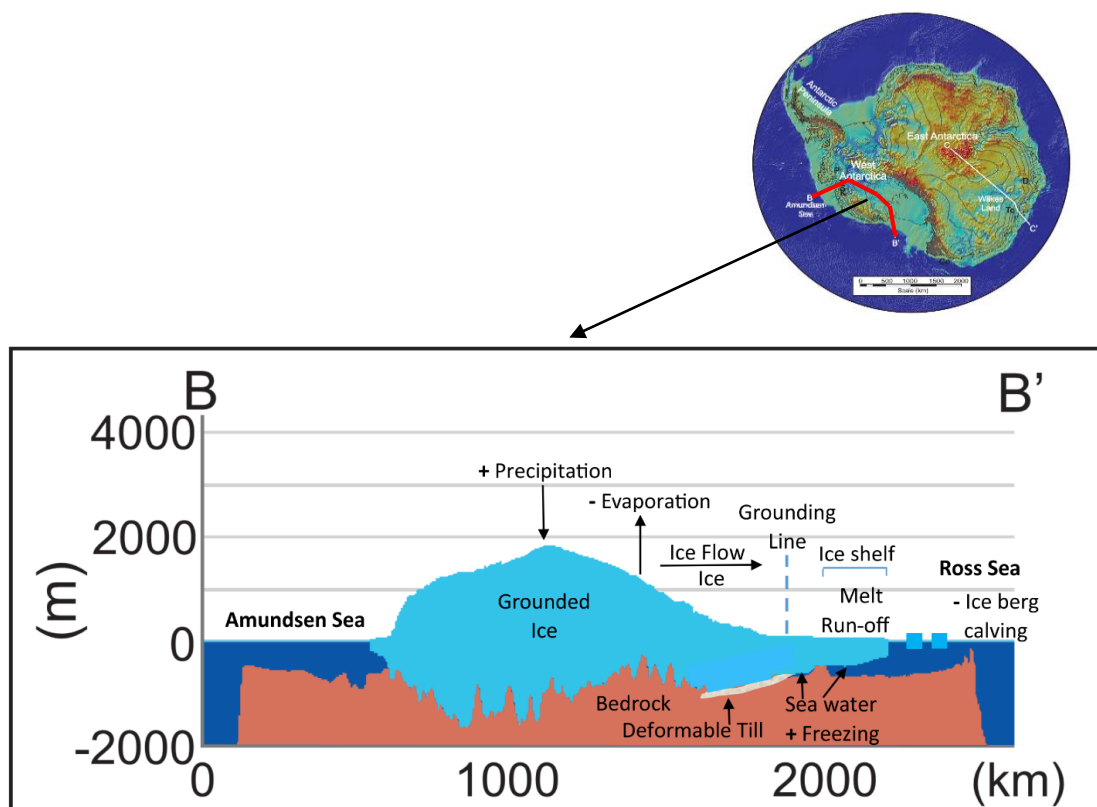 Antarctic
Peninsula
East Antarctica
C
West
Antarctica
B
Amundsen
Sea
Wilkes
Land
C'
B'
0 500 1000 1500 2000
Scale (km)
B
B’
4000
+ Precipitation
- Evaporation
Grounding
Line
2000
Ice Flow
Ice
Ice shelf
Ross Sea
(m)
Grounded
Ice
Melt
Run-off
- Ice berg
calving
Amundsen Sea
0
Bedrock
Deformable Till
Sea water
+ Freezing
-2000
0
1000
2000
(km)